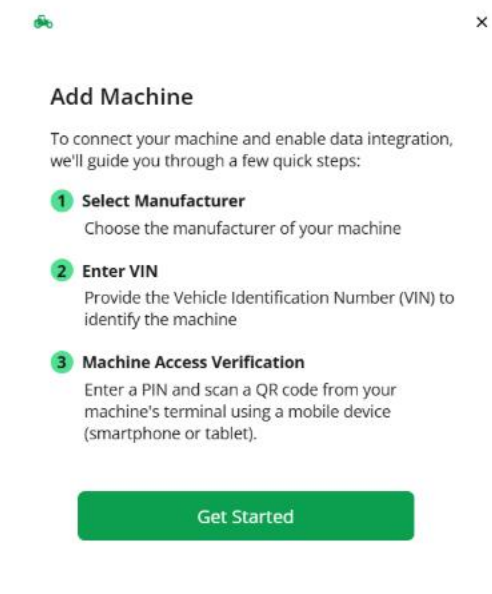 Add Machine
To connect your machine and enable data integration,
we'll guide you through a few quick steps:
1 Select Manufacturer
Choose the manufacturer of your machine
2 Enter VIN
Provide the Vehicle Identification Number (VIN) to
identify the machine
3 Machine Access Verification
Enter a PIN and scan a QR code from your
machine's terminal using a mobile device
(smartphone or tablet).
Get Started